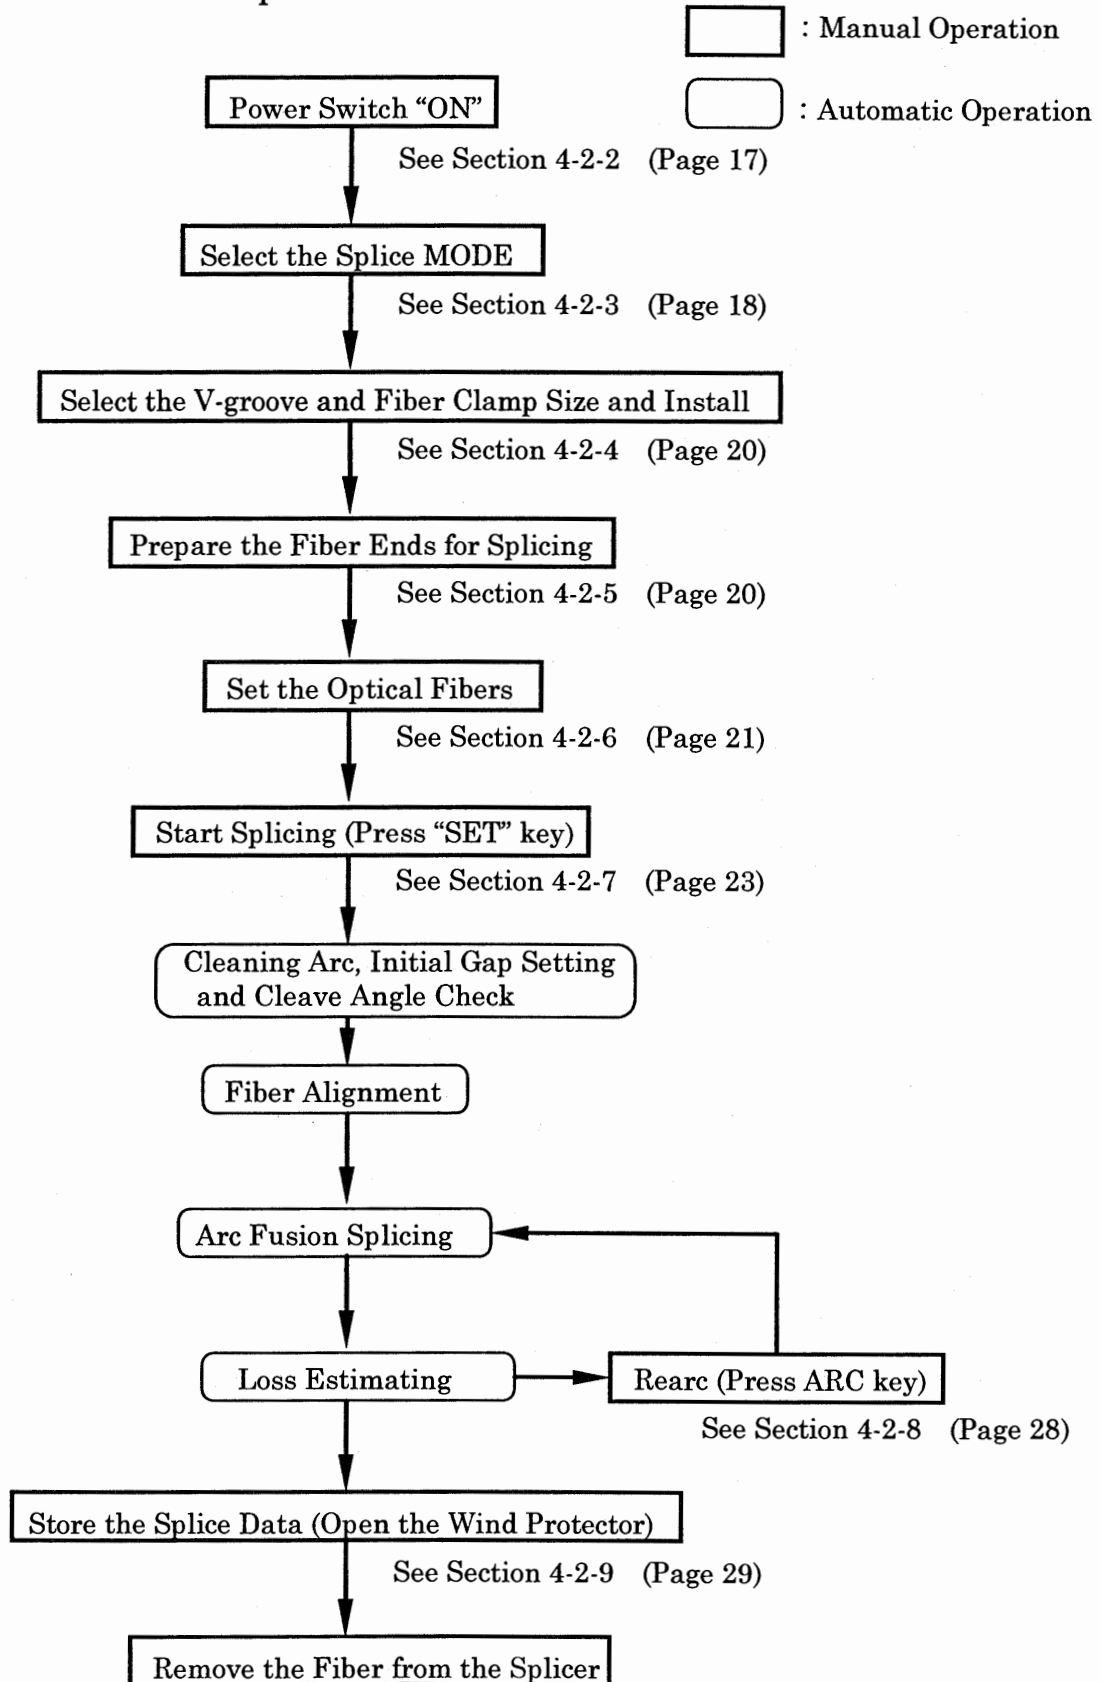 : Manual Operation
: Automatic Operation
Power Switch “ON”
See Section 4-2-2 (Page 17)
Select the Splice MODE
See Section 4-2-3 (Page 18)
Select the V-groove and Fiber Clamp Size and Install
See Section 4-2-4 (Page 20)
Prepare the Fiber Ends for Splicing
See Section 4-2-5 (Page 20)
Set the Optical Fibers
See Section 4-2-6 (Page 21)
Start Splicing (Press “SET” key)
See Section 4-2-7 (Page 23)
Cleaning Arc, Initial Gap Setting
and Cleave Angle Check
Fiber Alignment
Arc Fusion Splicing
Loss Estimating
Rearc (Press ARC key)
See Section 4-2-8 (Page 28)
Store the Splice Data (Open the Wind Protector)
See Section 4-2-9 (Page 29)
Remove the Fiber from the Splicer